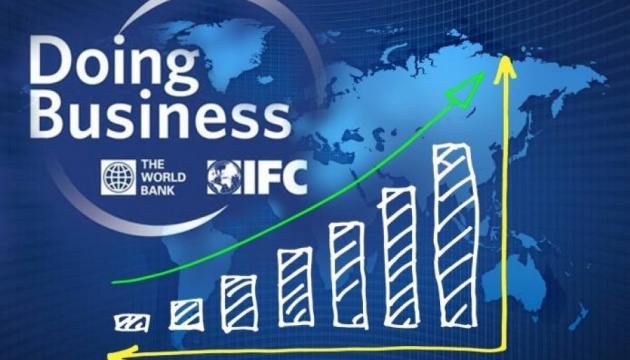 Doing
Business
THE
WORLD
BANK
IFC